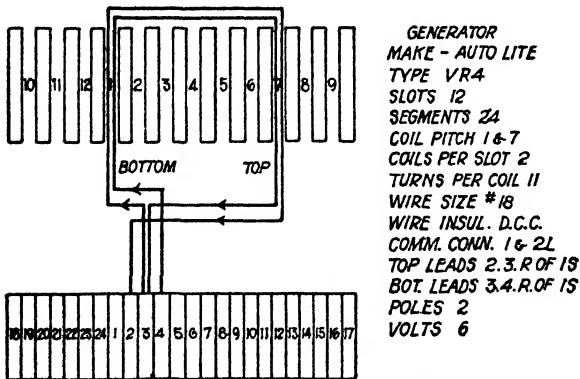 GENERATOR
MAKE - AUTO LITE
TYPE VR4
SLOTS 12
SEGMENTS 24
COIL PITCH 1 & 7
COILS PER SLOT 2
TURNS PER COIL 11
WIRE SIZE #18
WIRE INSUL. D.C.C.
COMM. CONN. 1 & 2L
TOP LEADS 2.3.R OF 1S
BOT. LEADS 3.4.R.OF 1S
POLES 2
VOLTS 6
10 11 12 1 2 3 4 5 6 7 8 9
BOTTOM TOP
18 19 20 21 22 23 24 1 2 3 4 5 6 7 8 9 10 11 12 13 14 15 16 17